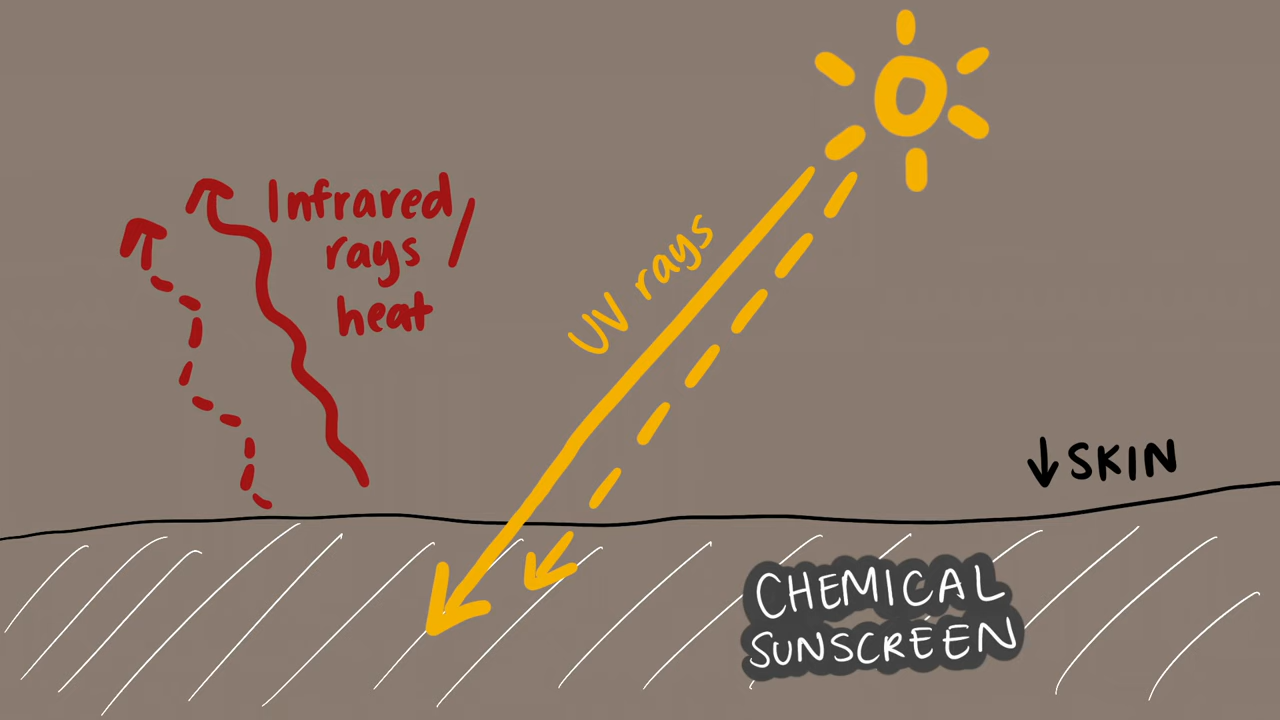 Infrared/
rays
heat
UV rays
SKIN
CHEMICAL
SUNSCREEN